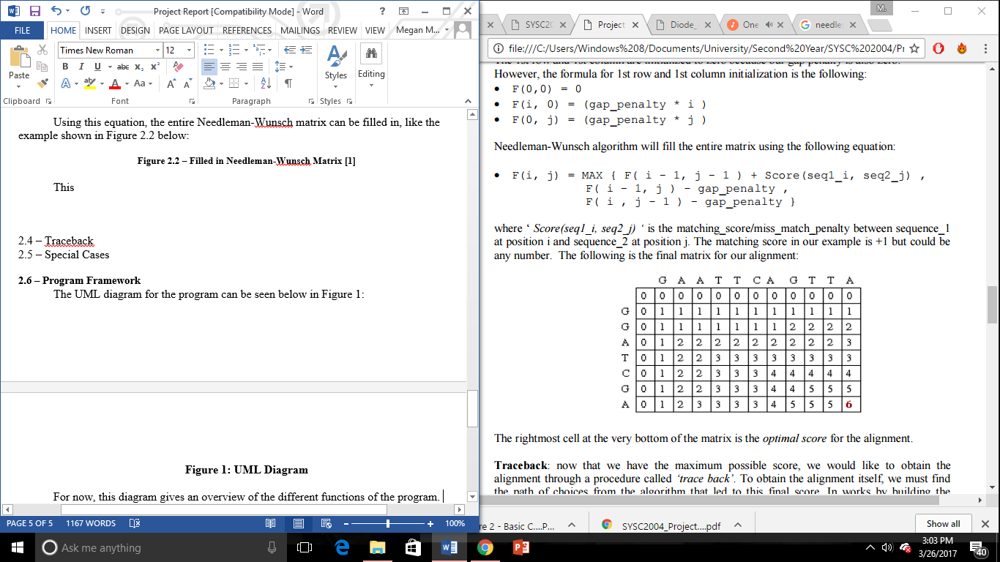 Project Report [Compatibility Mode] - Word
FILE HOME INSERT DESIGN PAGE LAYOUT REFERENCES MAILINGS REVIEW VIEW Megan M...
Times New Roman 12
Paste
B I U abc x₂ x²
A ab A Aa A A
Styles
Editing
Clipboard Font Paragraph Styles
Using this equation, the entire Needleman-Wunsch matrix can be filled in, like the
example shown in Figure 2.2 below:
Figure 2.2 – Filled in Needleman-Wunsch Matrix [1]
This
2.4 – Traceback
2.5 – Special Cases
2.6 – Program Framework
The UML diagram for the program can be seen below in Figure 1:
Figure 1: UML Diagram
For now, this diagram gives an overview of the different functions of the program.
PAGE 5 OF 5 1167 WORDS 100%
M.
SYSC20 Project Diode_ One needle
file:///C:/Users/Windows%208/Documents/University/Second%20Year/SYSC%202004/Pr
The 1st row and 1st column are initialized to zero because our gap penalty is also zero.
However, the formula for 1st row and 1st column initialization is the following:
• F(0,0) = 0
• F(i, 0) = (gap_penalty * i )
• F(0, j) = (gap_penalty * j )
Needleman-Wunsch algorithm will fill the entire matrix using the following equation:
• F(i, j) = MAX { F( i - 1, j - 1 ) + Score(seq1_i, seq2_j) ,
F( i - 1, j ) - gap_penalty ,
F( i , j - 1 ) - gap_penalty }
where ‘ Score(seq1_i, seq2_j) ‘ is the matching_score/miss_match_penalty between sequence_1
at position i and sequence_2 at position j. The matching score in our example is +1 but could be
any number. The following is the final matrix for our alignment:
G A A T T C A G T T A
0 0 0 0 0 0 0 0 0 0 0 0
G 0 1 1 1 1 1 1 1 1 1 1 1
G 0 1 1 1 1 1 1 1 2 2 2 2
A 0 1 2 2 2 2 2 2 2 2 2 3
T 0 1 2 2 3 3 3 3 3 3 3 3
C 0 1 2 2 3 3 3 4 4 4 4 4
G 0 1 2 2 3 3 3 4 4 5 5 5
A 0 1 2 3 3 3 3 4 5 5 5 6
The rightmost cell at the very bottom of the matrix is the optimal score for the alignment.
Traceback: now that we have the maximum possible score, we would like to obtain the
alignment through a procedure called ‘trace back’. To obtain the alignment itself, we must find
the path of choices from the algorithm that led to this final score. In works by building the
re 2 - Basic C....P... SYSC2004_Project....pdf Show all
Ask me anything
3:03 PM
3/26/2017
40